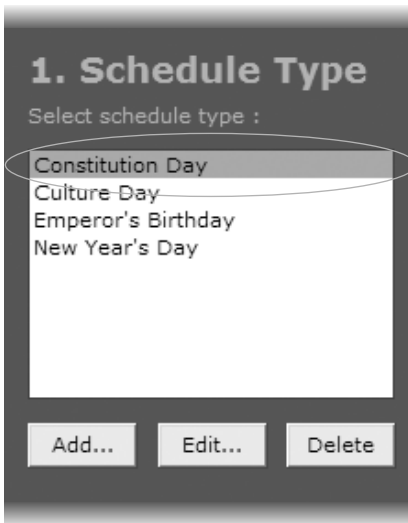 1. Schedule Type
Select schedule type :
Constitution Day
Culture Day
Emperor's Birthday
New Year's Day
Add... Edit... Delete